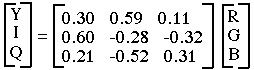 Y 0.30 0.59 0.11 R
I = 0.60 -0.28 -0.32 G
Q 0.21 -0.52 0.31 B